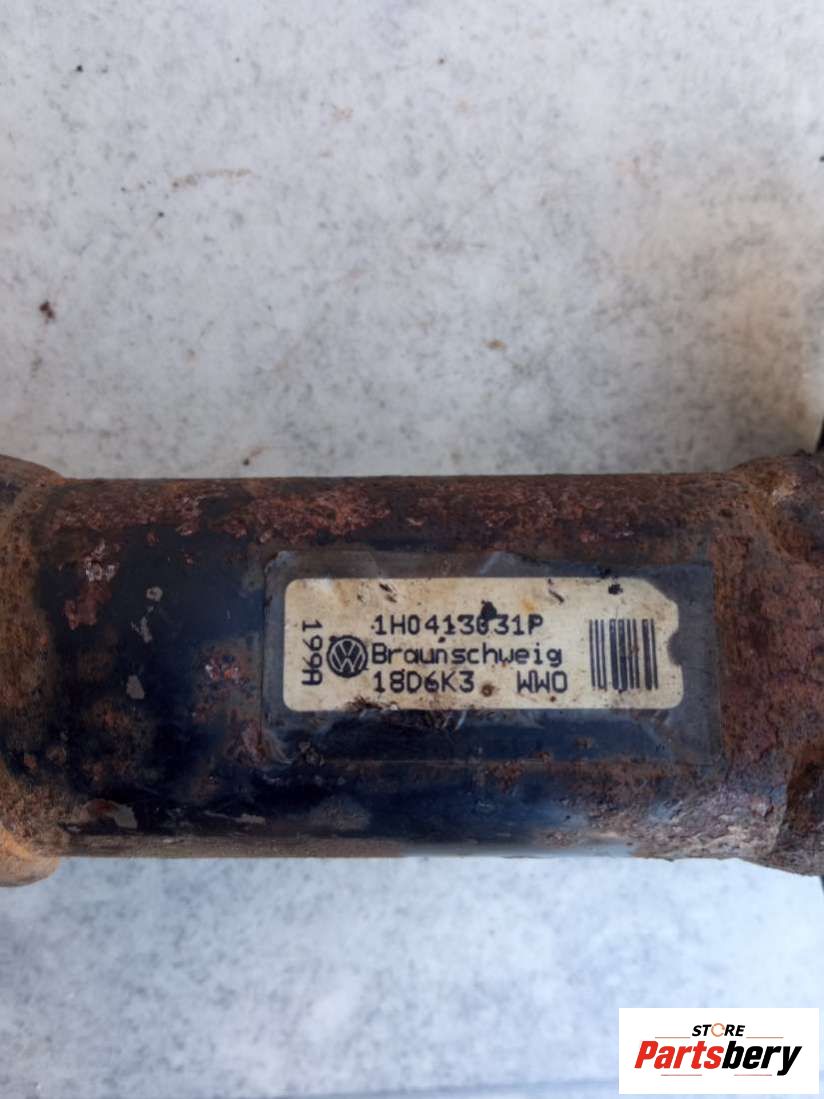 199A
1H0413031P
Braunschweig
18D6K3 WWO
STORE
Partsbery